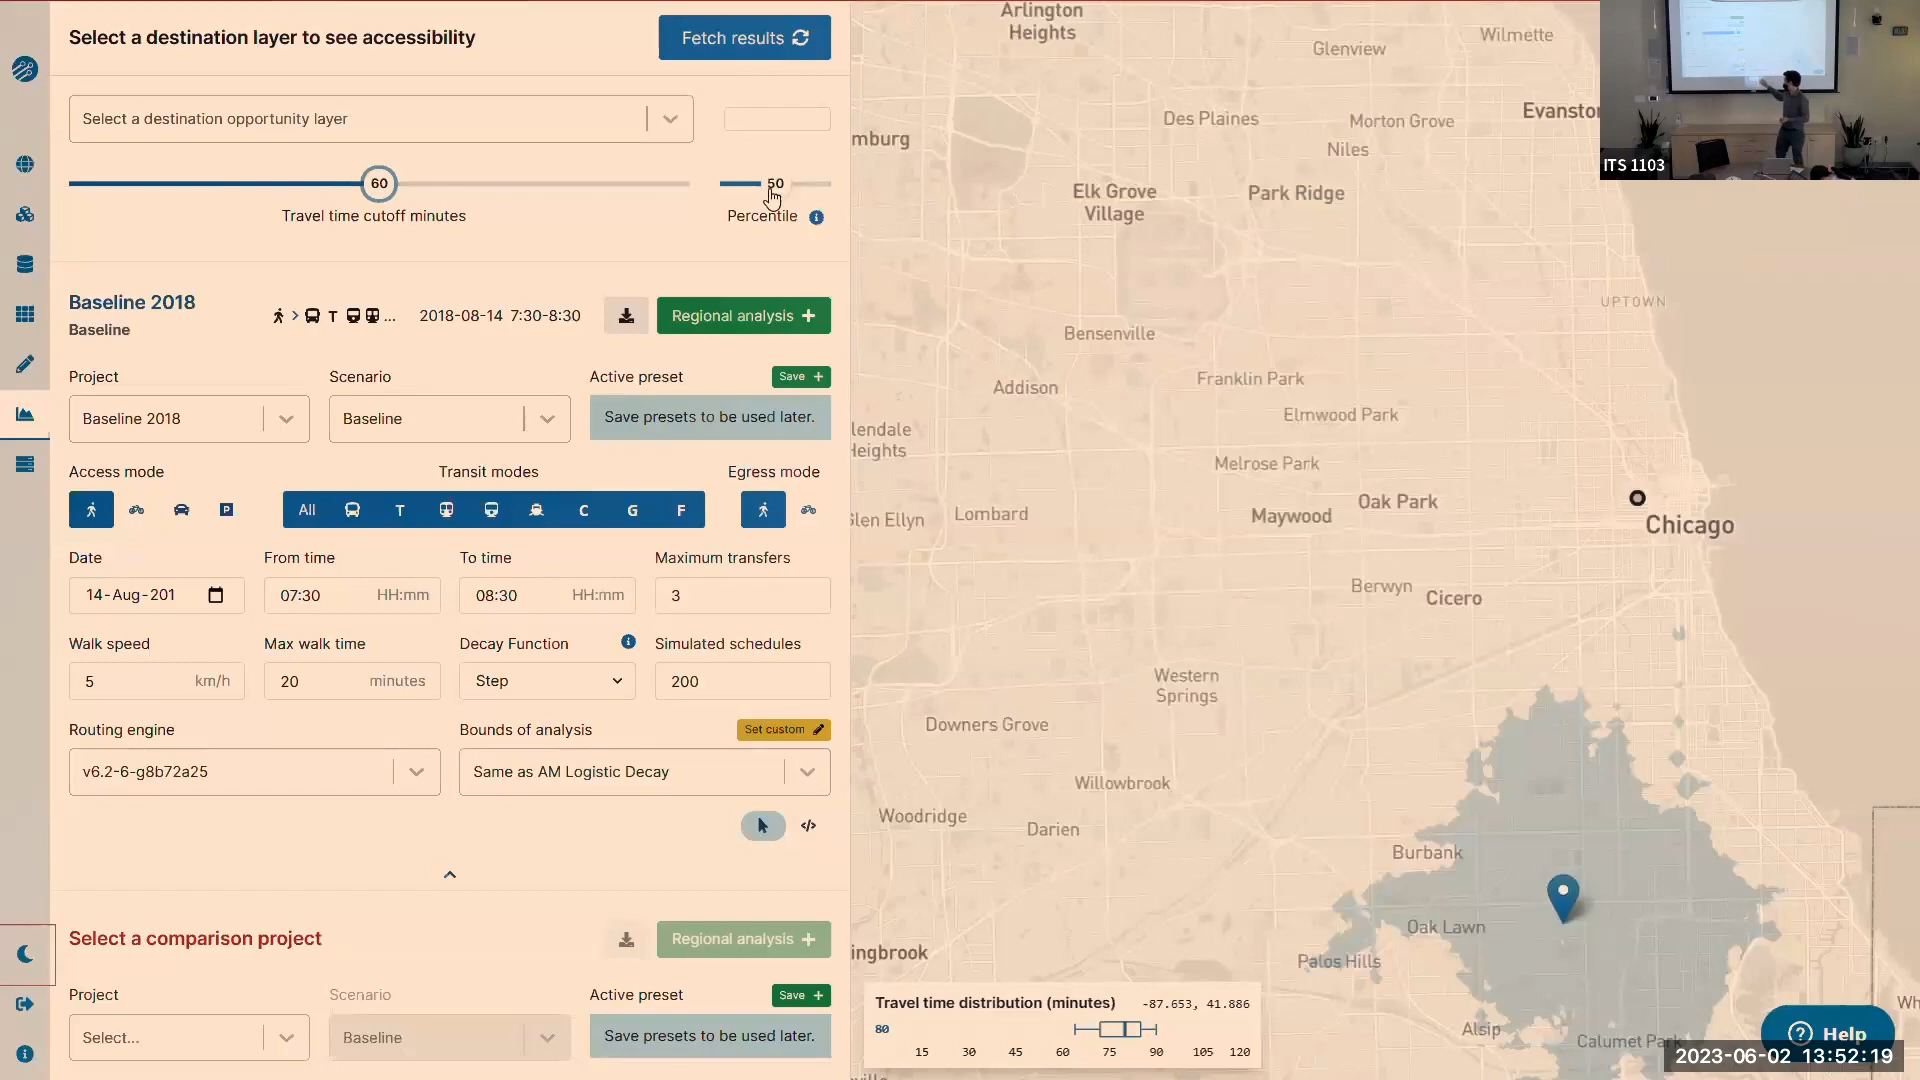 Select a destination layer to see accessibility
Fetch results
Select a destination opportunity layer
60
50
Travel time cutoff minutes
Percentile
Baseline 2018
Baseline
T
...
2018-08-14 7:30-8:30
Regional analysis
Project
Scenario
Active preset
Save +
Baseline 2018
Baseline
Save presets to be used later.
Access mode
Transit modes
Egress mode
P
All
T
C
G
F
Date
From time
To time
Maximum transfers
14-Aug-201
07:30 HH:mm
08:30 HH:mm
3
Walk speed
Max walk time
Decay Function
Simulated schedules
5 km/h
20 minutes
Step
200
Routing engine
Bounds of analysis
Set custom
v6.2-6-g8b72a25
Same as AM Logistic Decay
</>
Select a comparison project
Regional analysis
Project
Scenario
Active preset
Save +
Select...
Baseline
Save presets to be used later.
Arlington
Heights
Glenview
Wilmette
Des Plaines
Morton Grove
Evansto
mburg
Niles
Elk Grove
Village
Park Ridge
UPTOWN
Bensenville
Addison
Franklin Park
Elmwood Park
lendale
Heights
Melrose Park
Oak Park
Glen Ellyn
Lombard
Maywood
Chicago
Berwyn
Cicero
Western
Springs
Downers Grove
Willowbrook
Woodridge
Darien
Burbank
Oak Lawn
ingbrook
Palos Hills
Alsip
Calumet Park
Wh
ville
Travel time distribution (minutes) -87.653, 41.886
80
15 30 45 60 75 90 105 120
Help
ITS 1103
2023-06-02 13:52:19